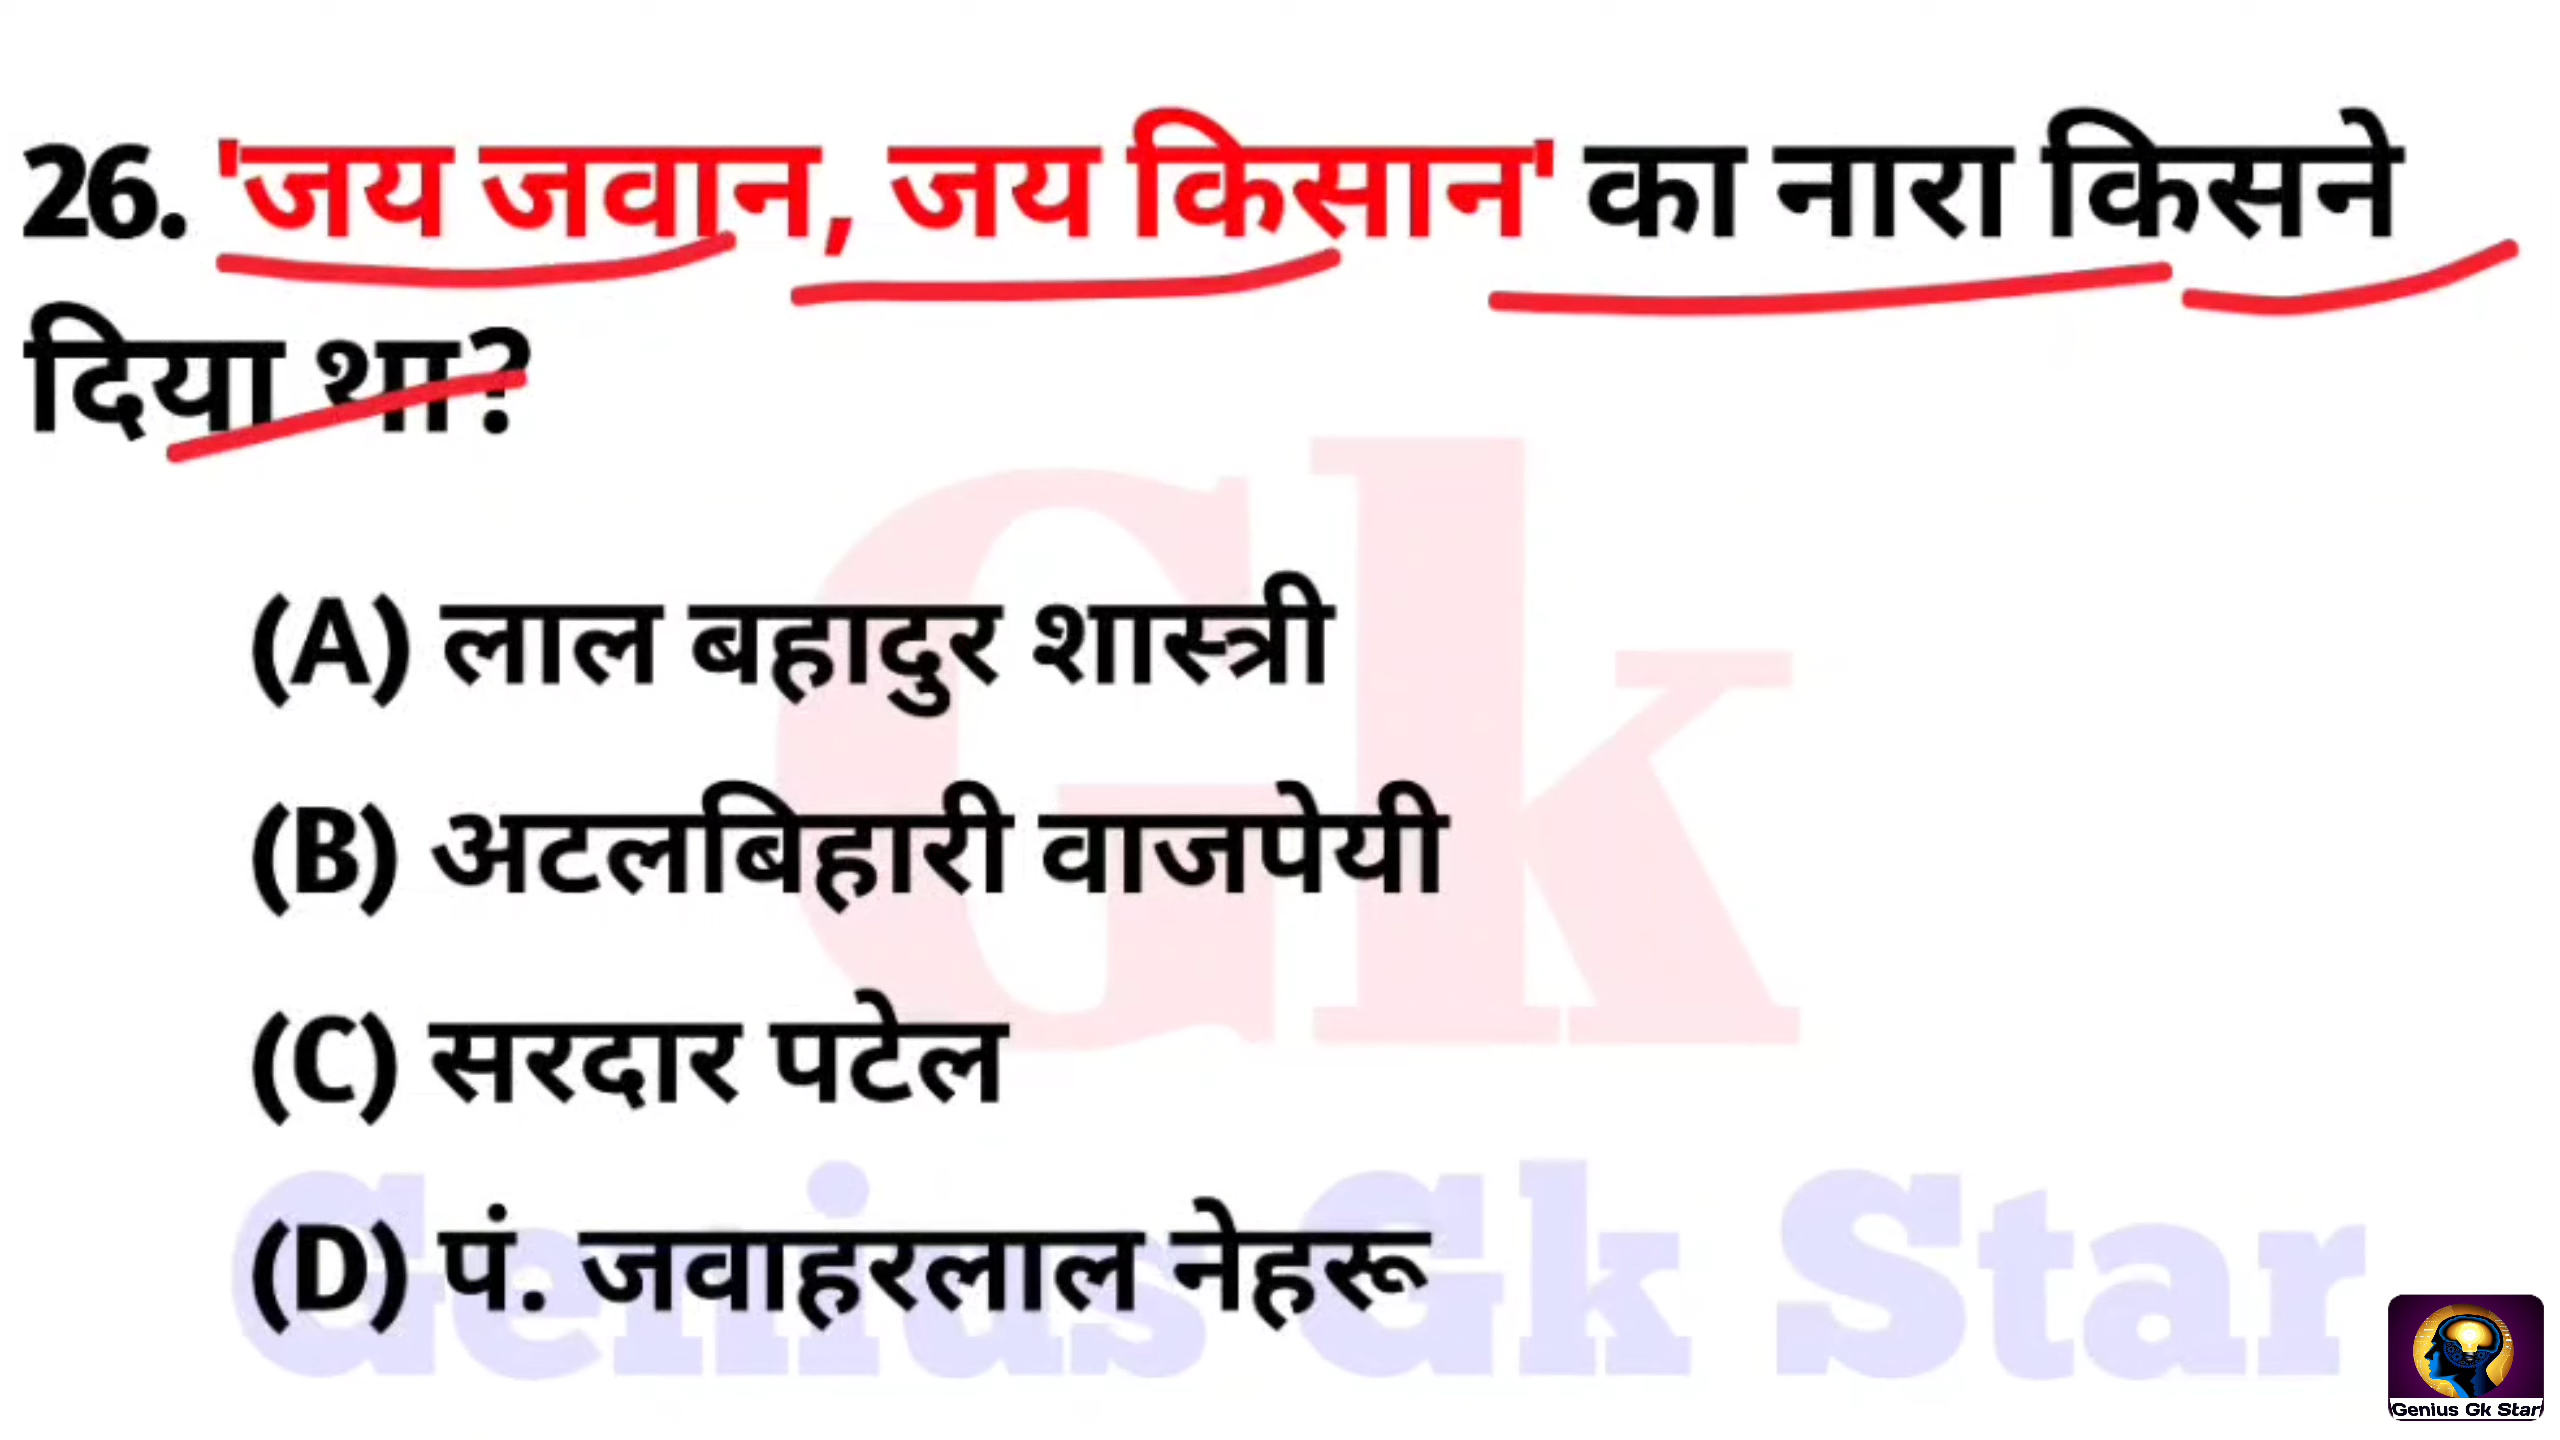 26. 'जय जवान, जय किसान' का नारा किसने
दिया था?
Gk
(A) लाल बहादुर शास्त्री
(B) अटलबिहारी वाजपेयी
(C) सरदार पटेल
(D) पं. जवाहरलाल नेहरू
Genius Gk Star
Genius Gk Star